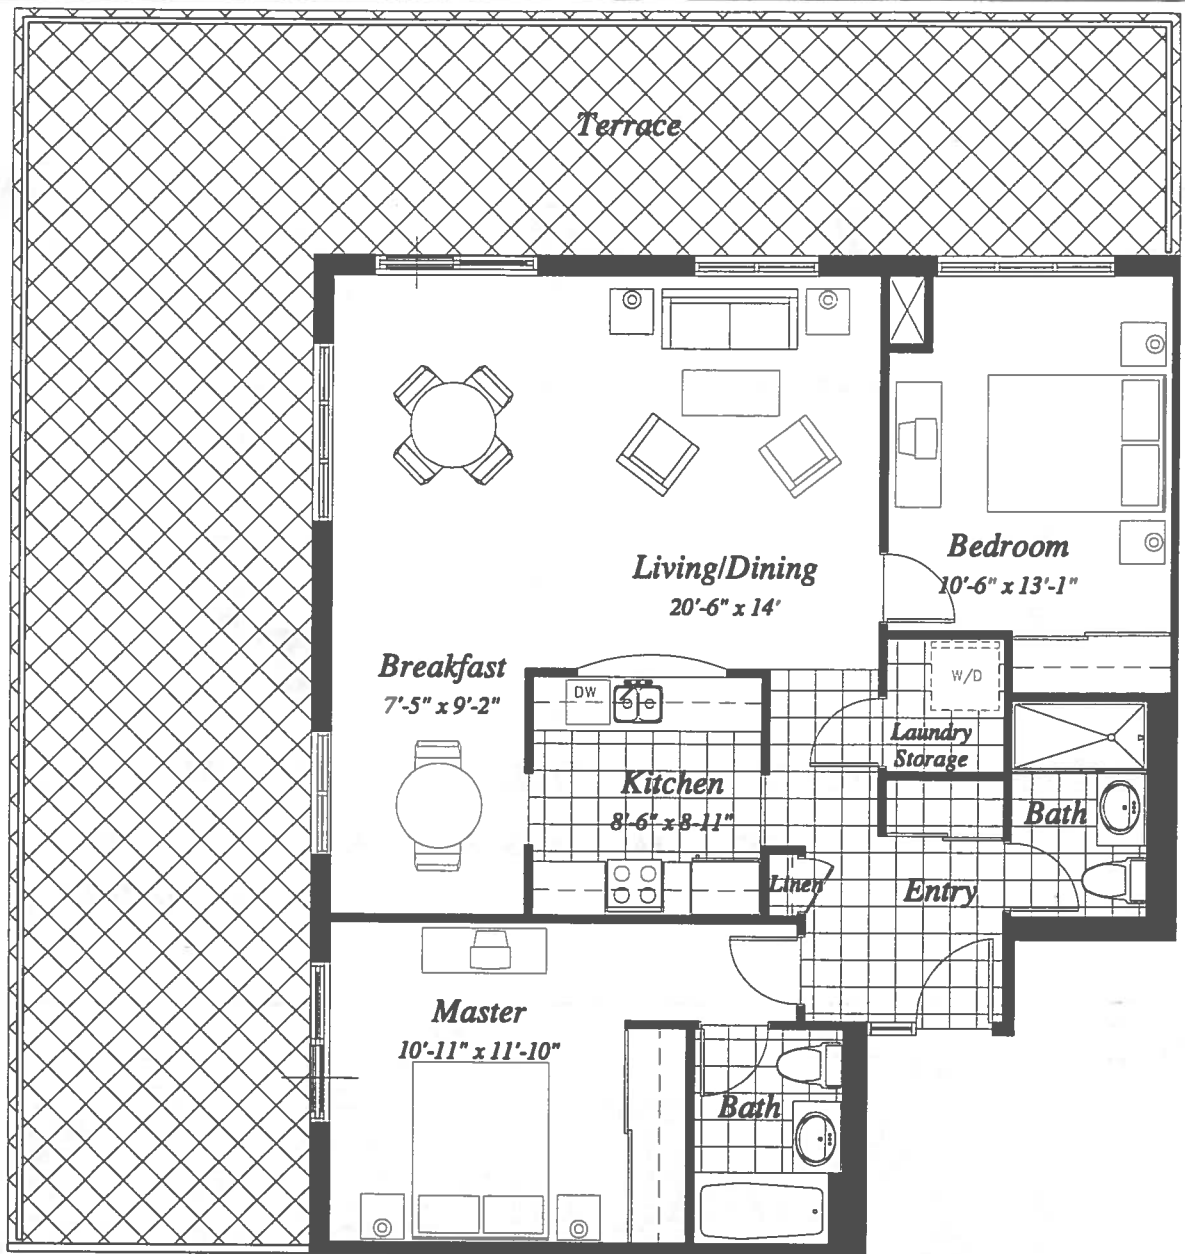 Terrace
Bedroom
10'-6" x 13'-1"
Living/Dining
20'-6" x 14'
Breakfast
7'-5" x 9'-2"
DW
W/D
Laundry
Storage
Kitchen
8'-6" x 8-11"
Bath
Linen
Entry
Master
10'-11" x 11'-10"
Bath